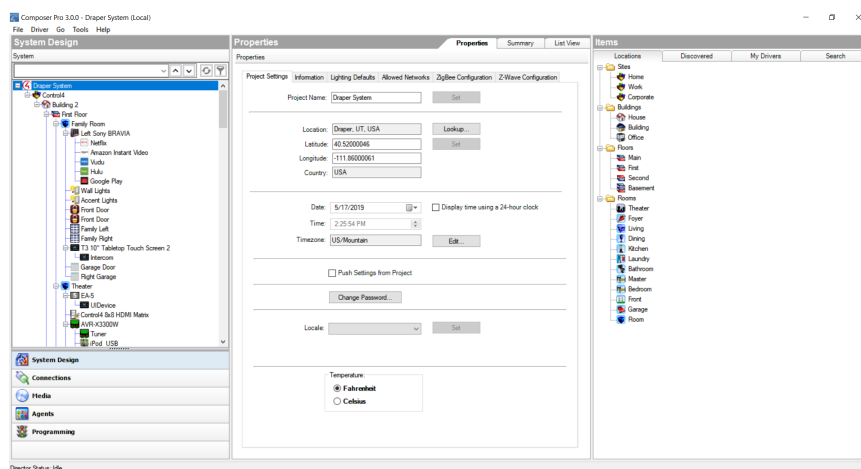 Composer Pro 3.0.0 - Draper System (Local)
File Driver Go Tools Help
System Design
System
Draper System
Control4
Building 2
First Floor
Family Room
Left Sony BRAVIA
Netflix
Amazon Instant Video
Vudu
Hulu
Google Play
Wall Lights
Accent Lights
Front Door
Front Door
Family Left
Family Right
T3 10" Tabletop Touch Screen 2
Intercom
Garage Door
Right Garage
Theater
EA-5
UIDevice
Control4 8x8 HDMI Matrix
AVR-X3300W
Tuner
iPod USB
System Design
Connections
Media
Agents
Programming
Director Status: Idle
Properties
Properties Summary List View
Properties
Project Settings Information Lighting Defaults Allowed Networks ZigBee Configuration Z-Wave Configuration
Project Name: Draper System Set
Location: Draper, UT, USA Lookup...
Latitude: 40.52000046 Set
Longitude: -111.86000061
Country: USA
Date: 5/17/2019 Display time using a 24-hour clock
Time: 2:25:54 PM
Timezone: US/Mountain Edit...
Push Settings from Project
Change Password...
Locale: Set
Temperature:
Fahrenheit
Celsius
Items
Locations Discovered My Drivers Search
Sites
Home
Work
Corporate
Buildings
House
Building
Office
Floors
Main
First
Second
Basement
Rooms
Theater
Foyer
Living
Dining
Kitchen
Laundry
Bathroom
Master
Bedroom
Front
Garage
Room